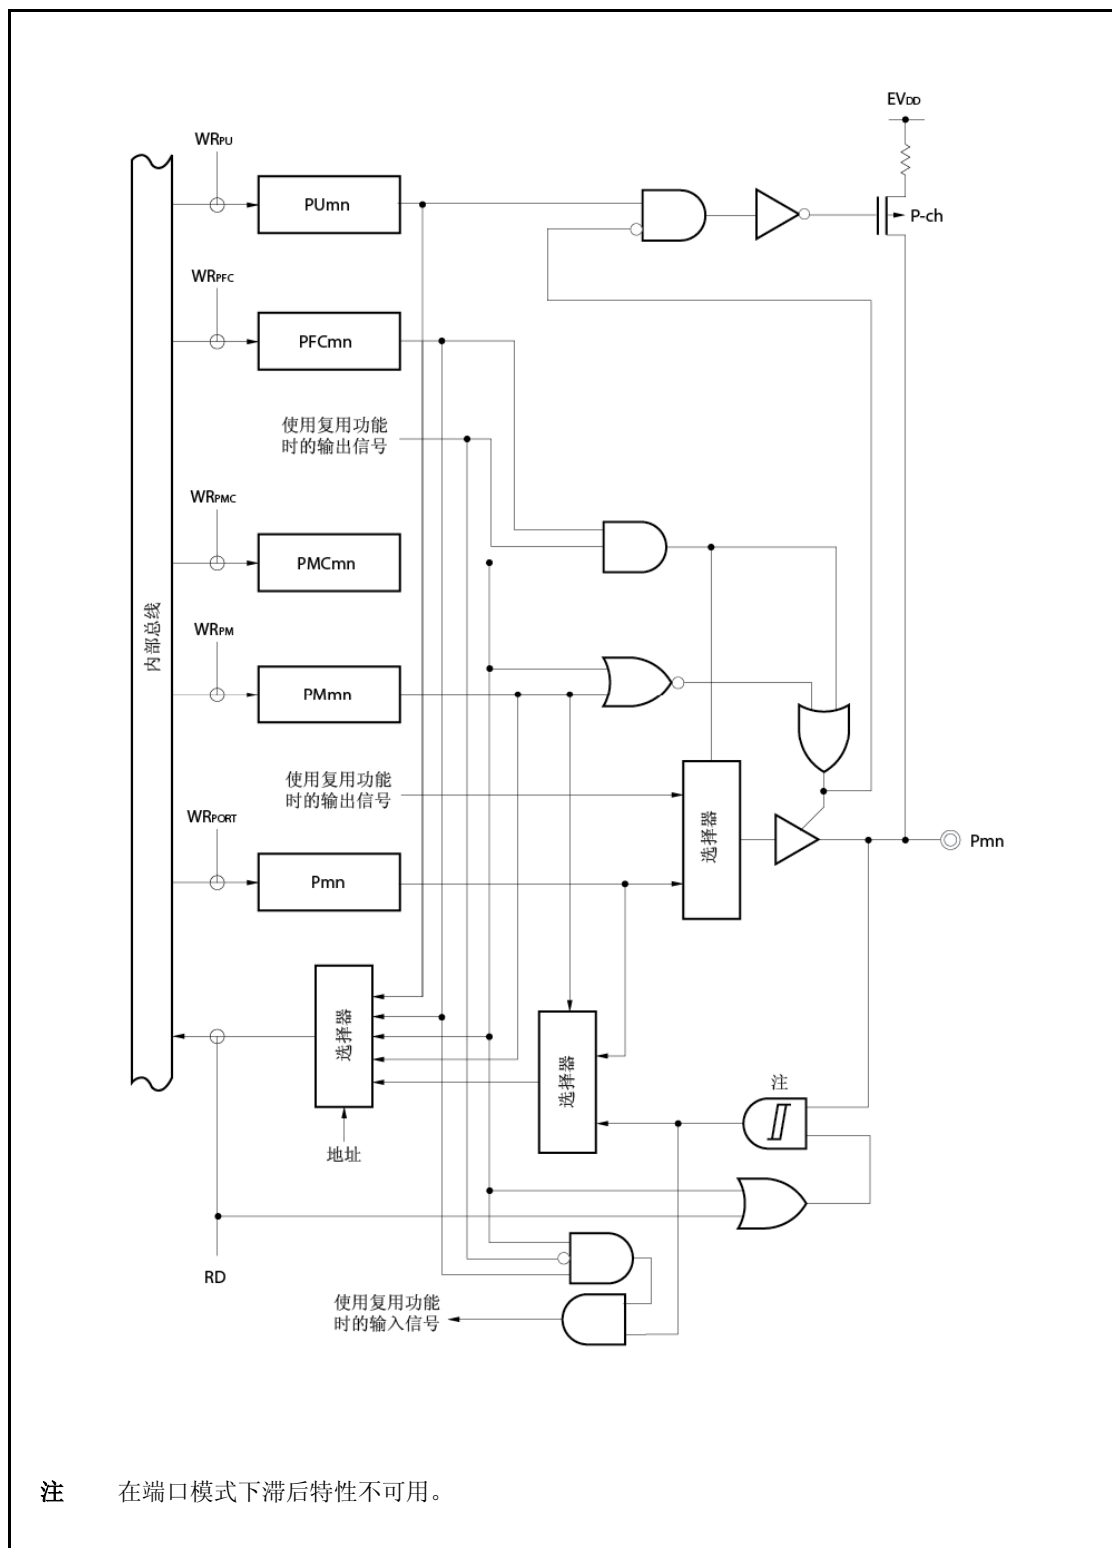 EVDD
WRPU
PUmn
P-ch
WRPFC
PFCmn
使用复用功能
时的输出信号
WRPMC
PMCmn
内部总线
WRPM
PMmn
使用复用功能
时的输出信号
选择器
WRPORT
Pmn
Pmn
选择器
选择器
注
地址
RD
使用复用功能
时的输入信号
注 在端口模式下滞后特性不可用。